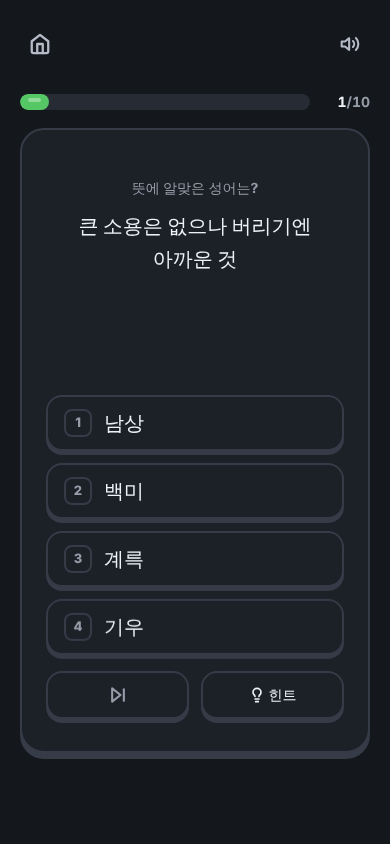 1/10
뜻에 알맞은 성어는?
큰 소용은 없으나 버리기엔
아까운 것
1 남상
2 백미
3 계륵
4 기우
힌트